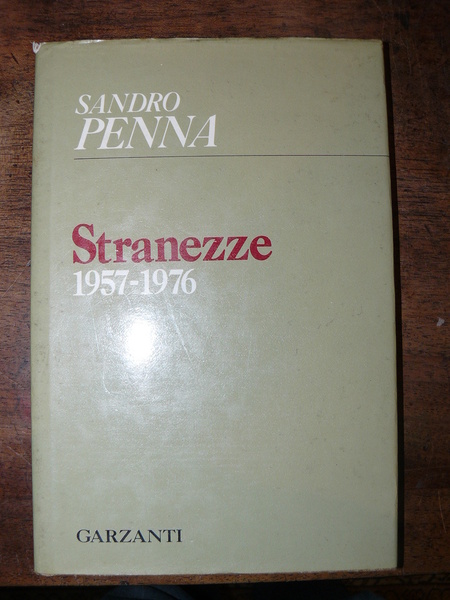 SANDRO
PENNA
Stranezze
1957-1976
GARZANTI